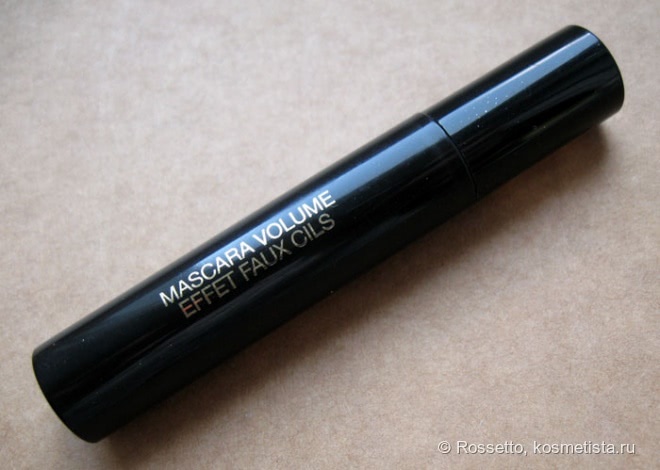 MASCARA VOLUME
EFFET FAUX CILS
© Rossetto, kosmetista.ru